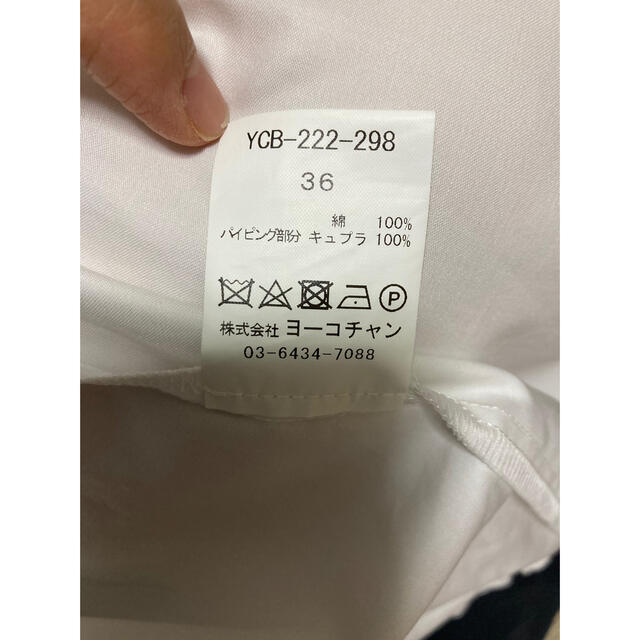 YCB-222-298
36
綿 100%
パイピング部分 キュプラ 100%
P
株式会社 ヨーコチャン
03-6434-7088